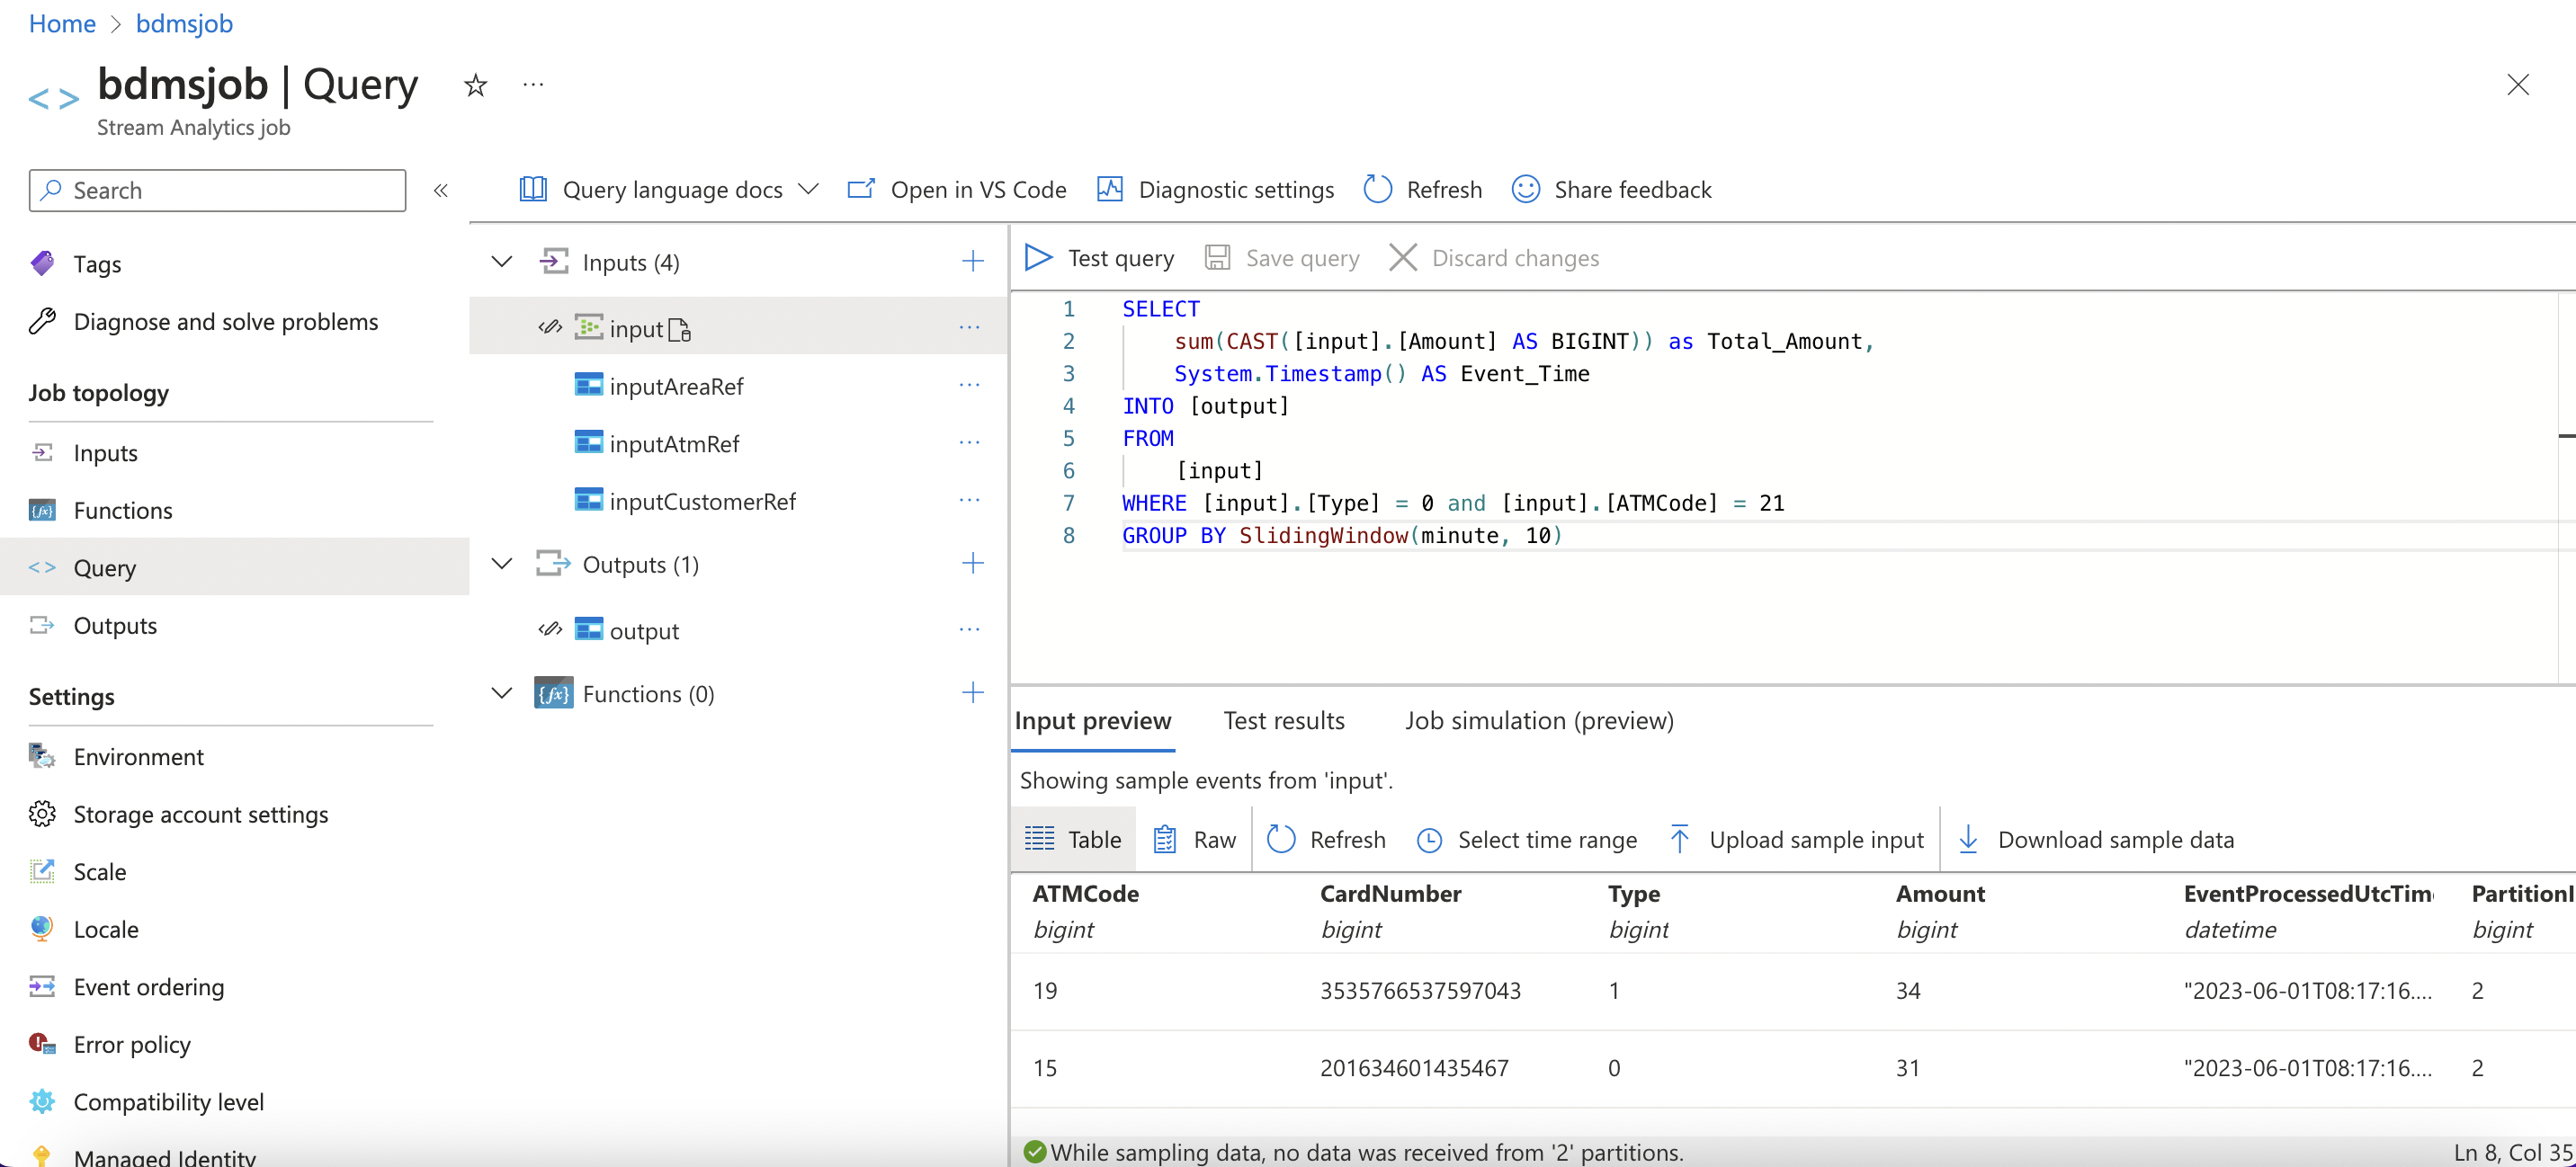 Home > bdmsjob
bdmsjob | Query
Stream Analytics job
Search
Tags
Diagnose and solve problems
Job topology
Inputs
Functions
Query
Outputs
Settings
Environment
Storage account settings
Scale
Locale
Event ordering
Error policy
Compatibility level
Managed Identity
Query language docs Open in VS Code Diagnostic settings Refresh Share feedback
Inputs (4)
input
inputAreaRef
inputAtmRef
inputCustomerRef
Outputs (1)
output
Functions (0)
Test query Save query Discard changes
1 SELECT
2 sum(CAST([input].[Amount] AS BIGINT)) as Total_Amount,
3 System.Timestamp() AS Event_Time
4 INTO [output]
5 FROM
6 [input]
7 WHERE [input].[Type] = 0 and [input].[ATMCode] = 21
8 GROUP BY SlidingWindow(minute, 10)
Input preview Test results Job simulation (preview)
Showing sample events from 'input'.
Table Raw Refresh Select time range Upload sample input Download sample data
ATMCode CardNumber Type Amount EventProcessedUtcTim PartitionI
bigint bigint bigint bigint datetime bigint
19 3535766537597043 1 34 "2023-06-01T08:17:16.... 2
15 201634601435467 0 31 "2023-06-01T08:17:16.... 2
While sampling data, no data was received from '2' partitions.
Ln 8, Col 35